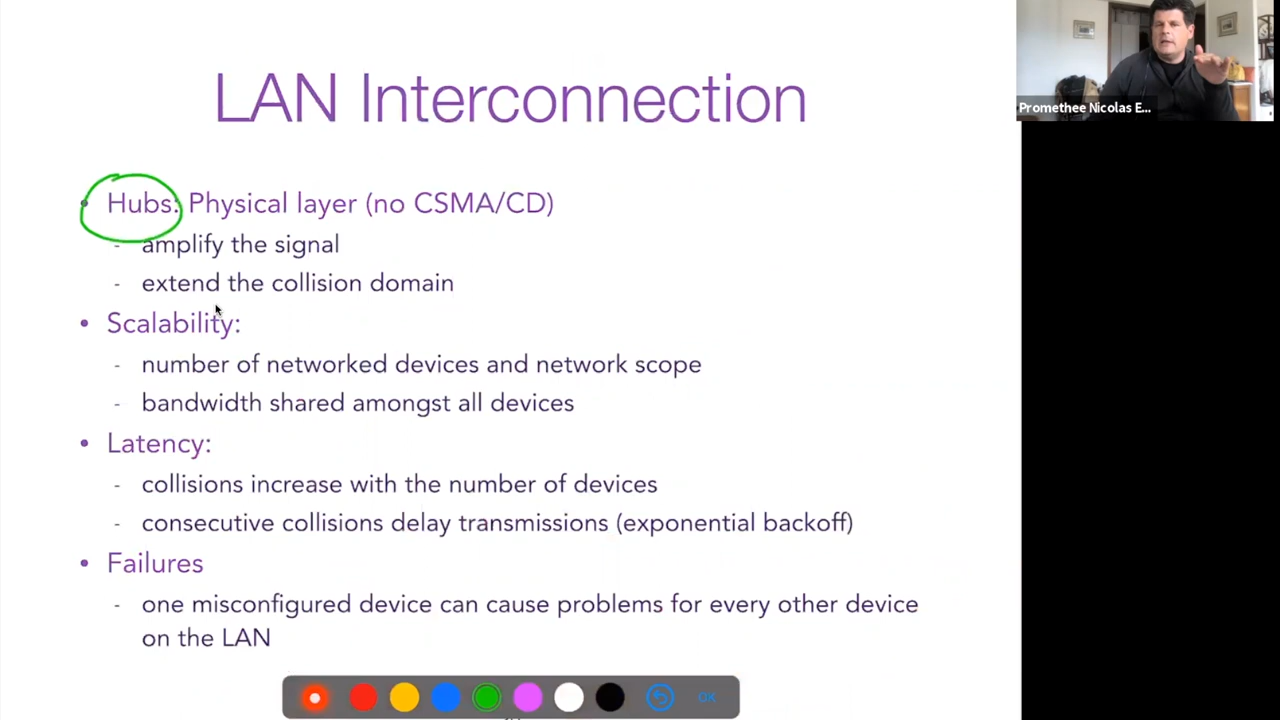 LAN Interconnection
Promethee Nicolas E...
• Hubs: Physical layer (no CSMA/CD)
- amplify the signal
- extend the collision domain
• Scalability:
- number of networked devices and network scope
- bandwidth shared amongst all devices
• Latency:
- collisions increase with the number of devices
- consecutive collisions delay transmissions (exponential backoff)
• Failures
- one misconfigured device can cause problems for every other device
on the LAN